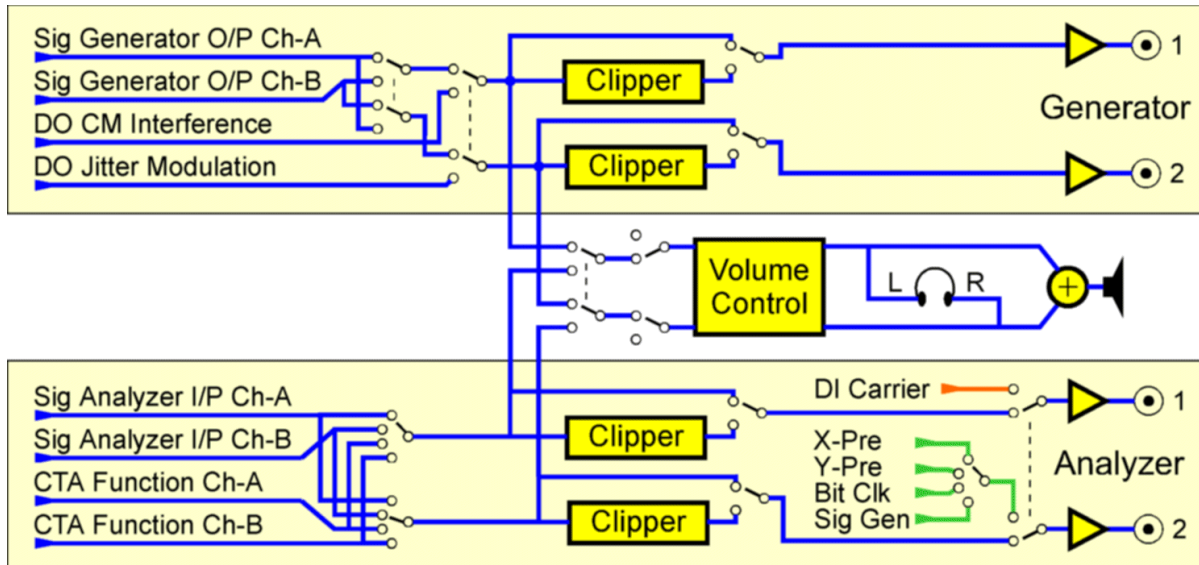 Sig Generator O/P Ch-A
Sig Generator O/P Ch-B
DO CM Interference
DO Jitter Modulation
Clipper
Clipper
1
Generator
2
Volume
Control
L R
+
Sig Analyzer I/P Ch-A
Sig Analyzer I/P Ch-B
CTA Function Ch-A
CTA Function Ch-B
Clipper
Clipper
DI Carrier
X-Pre
Y-Pre
Bit Clk
Sig Gen
1
Analyzer
2